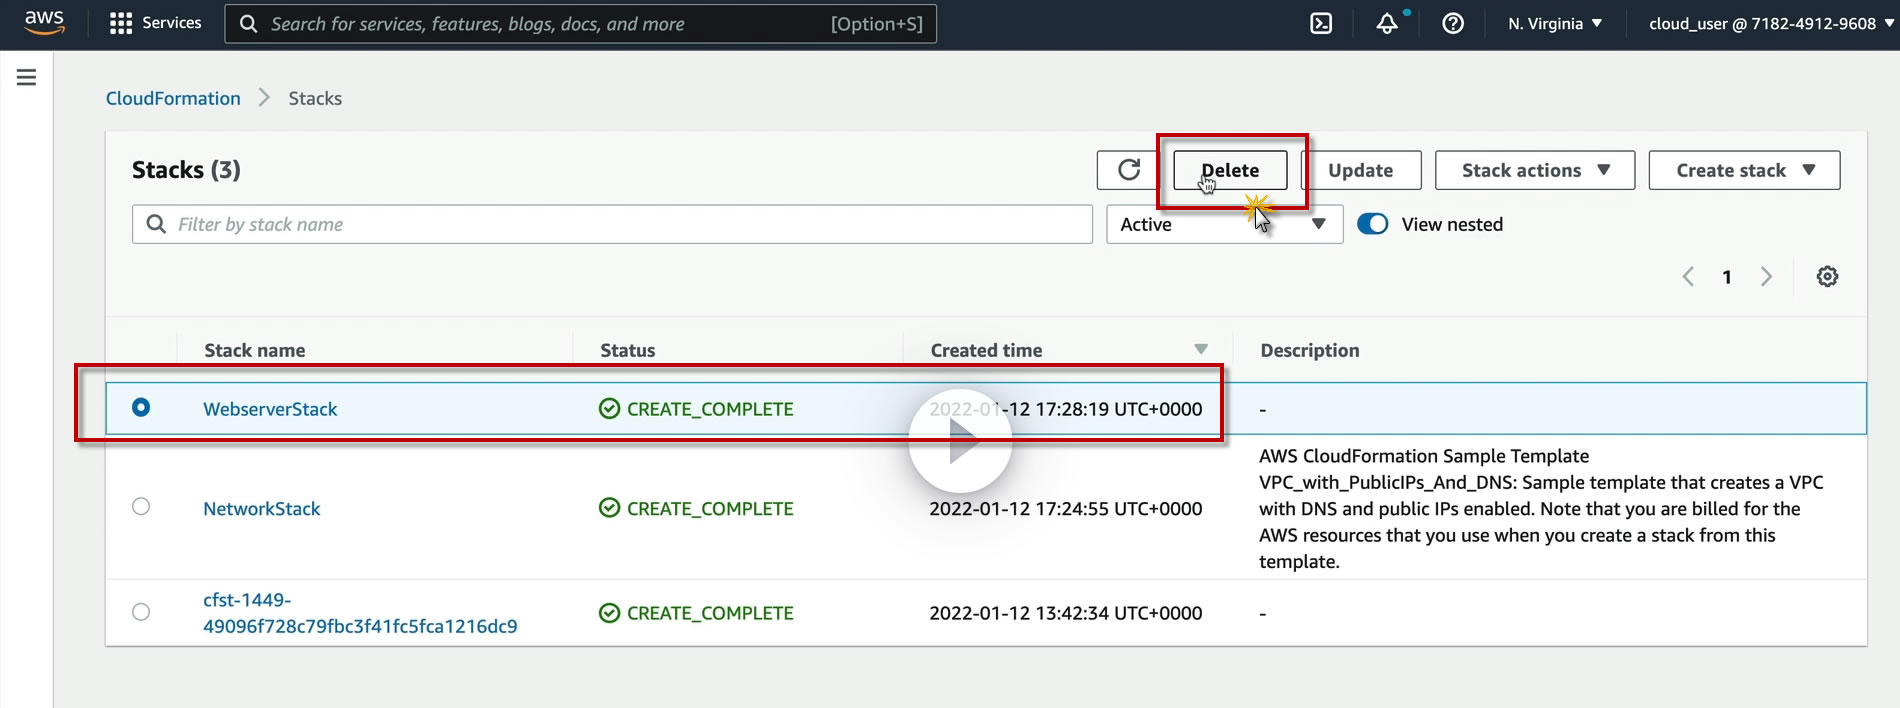 aws
Services
Search for services, features, blogs, docs, and more [Option+S]
N. Virginia
cloud_user @ 7182-4912-9608
CloudFormation
Stacks
Stacks (3)
Delete
Update
Stack actions
Create stack
Filter by stack name
Active
View nested
1
Stack name
Status
Created time
Description
WebserverStack
CREATE_COMPLETE
2022-01-12 17:28:19 UTC+0000
-
NetworkStack
CREATE_COMPLETE
2022-01-12 17:24:55 UTC+0000
AWS CloudFormation Sample Template
VPC_with_PublicIPs_And_DNS: Sample template that creates a VPC
with DNS and public IPs enabled. Note that you are billed for the
AWS resources that you use when you create a stack from this
template.
cfst-1449-
49096f728c79fbc3f41fc5fca1216dc9
CREATE_COMPLETE
2022-01-12 13:42:34 UTC+0000
-